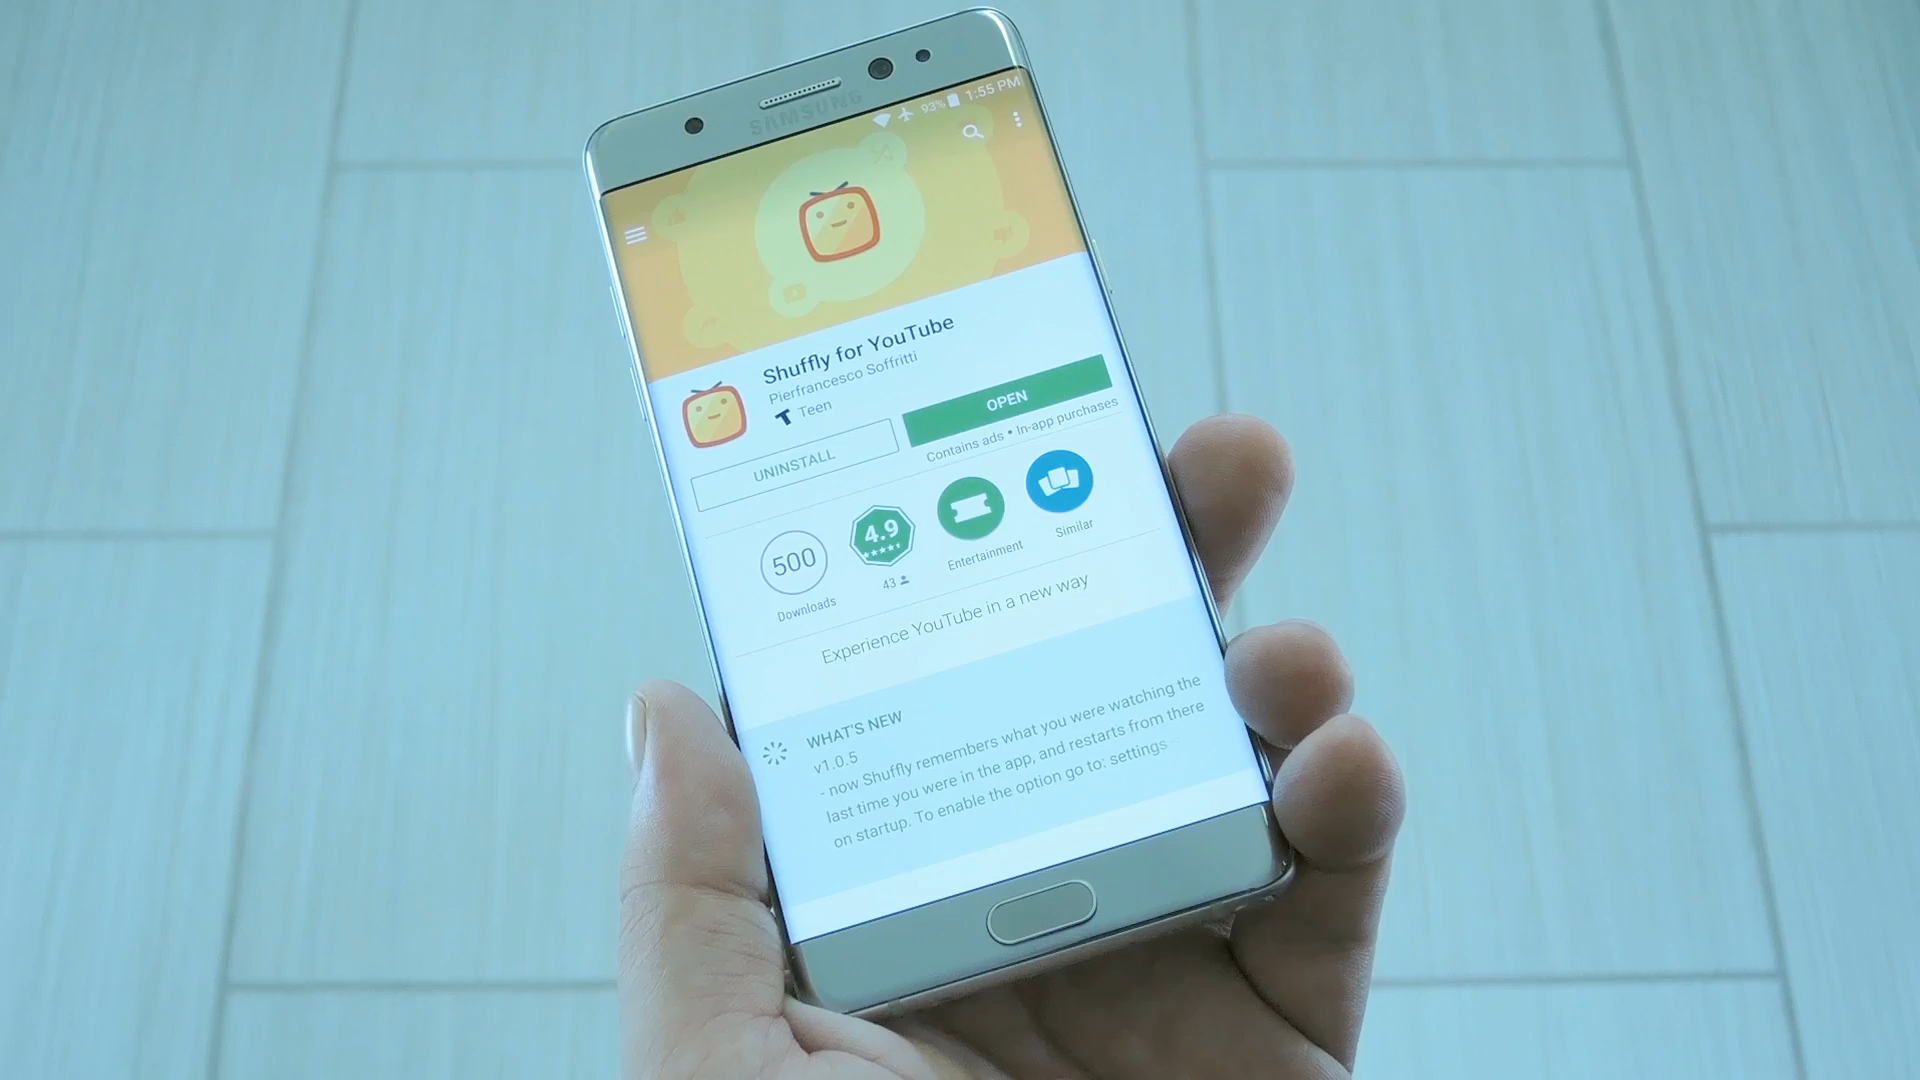 SAMSUNG
93% 1:55 PM
Shuffly for YouTube
Pierfrancesco Soffritti
T Teen
UNINSTALL
OPEN
Contains ads • In-app purchases
500
Downloads
4.9
43
Entertainment
Similar
Experience YouTube in a new way
WHAT'S NEW
v1.0.5
- now Shuffly remembers what you were watching the
last time you were in the app, and restarts from there
on startup. To enable the option go to: settings